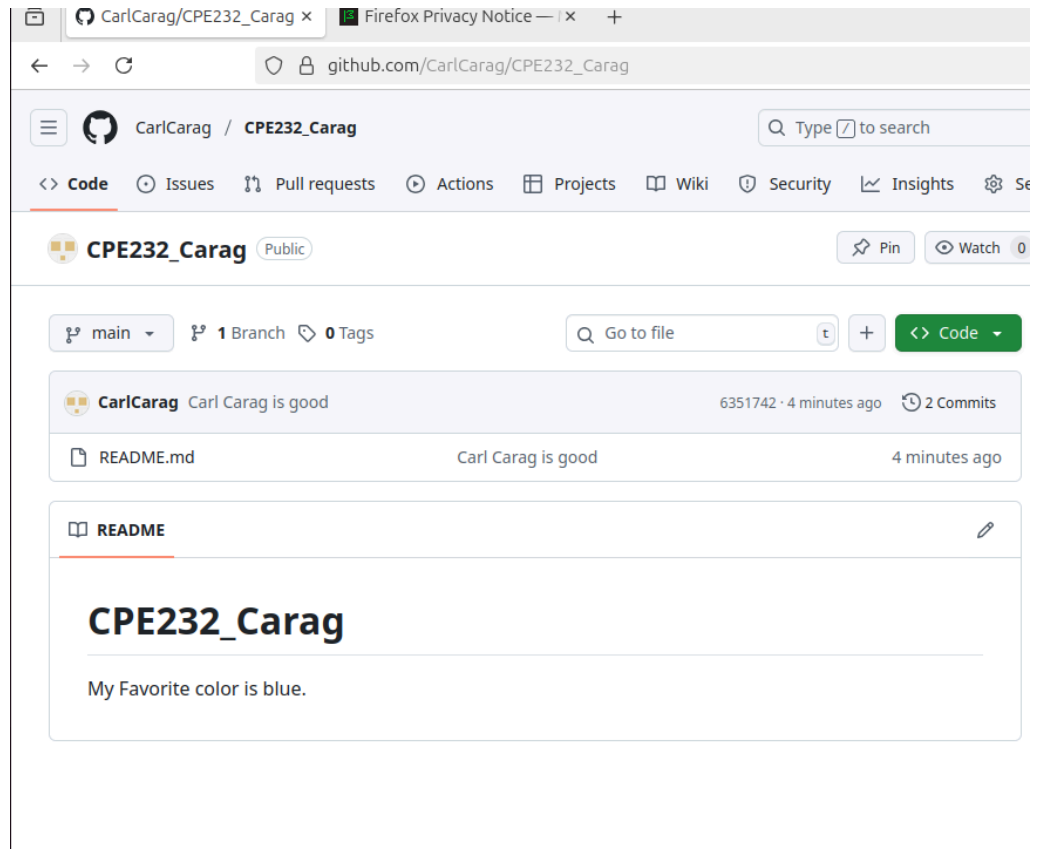 CarlCarag/CPE232_Carag × Firefox Privacy Notice — × +
github.com/CarlCarag/CPE232_Carag
CarlCarag / CPE232_Carag Type / to search
Code Issues Pull requests Actions Projects Wiki Security Insights Se
CPE232_Carag Public Pin Watch 0
main 1 Branch 0 Tags Go to file t + Code
CarlCarag Carl Carag is good 6351742 · 4 minutes ago 2 Commits
README.md Carl Carag is good 4 minutes ago
README
CPE232_Carag
My Favorite color is blue.